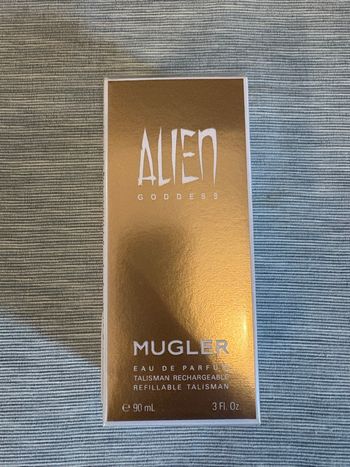 ALIEN
GODDESS
MUGLER
EAU DE PARFUM
TALISMAN RECHARGEABLE
REFILLABLE TALISMAN
℮ 90 mL 3 Fl. Oz.